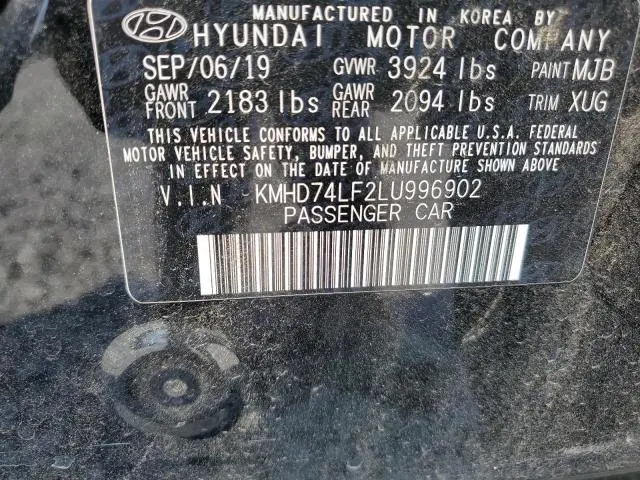 MANUFACTURED IN KOREA BY
HYUNDAI MOTOR COMPANY
SEP/06/19 GVWR 3924 lbs PAINT MJB
GAWR FRONT 2183 lbs GAWR REAR 2094 lbs TRIM XUG
THIS VEHICLE CONFORMS TO ALL APPLICABLE U.S.A. FEDERAL
MOTOR VEHICLE SAFETY, BUMPER, AND THEFT PREVENTION STANDARDS
IN EFFECT ON THE DATE OF MANUFACTURE SHOWN ABOVE
V.I.N KMHD74LF2LU996902
PASSENGER CAR